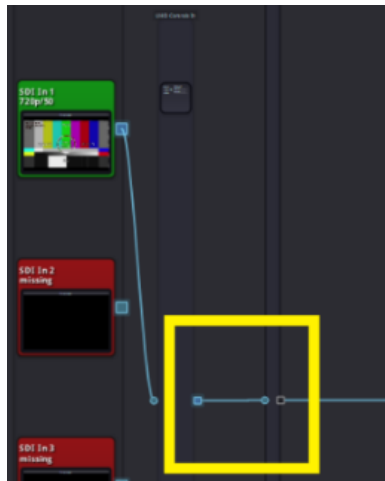 SDI In 1
720p/50
SDI In 2
missing
SDI In 3
missing